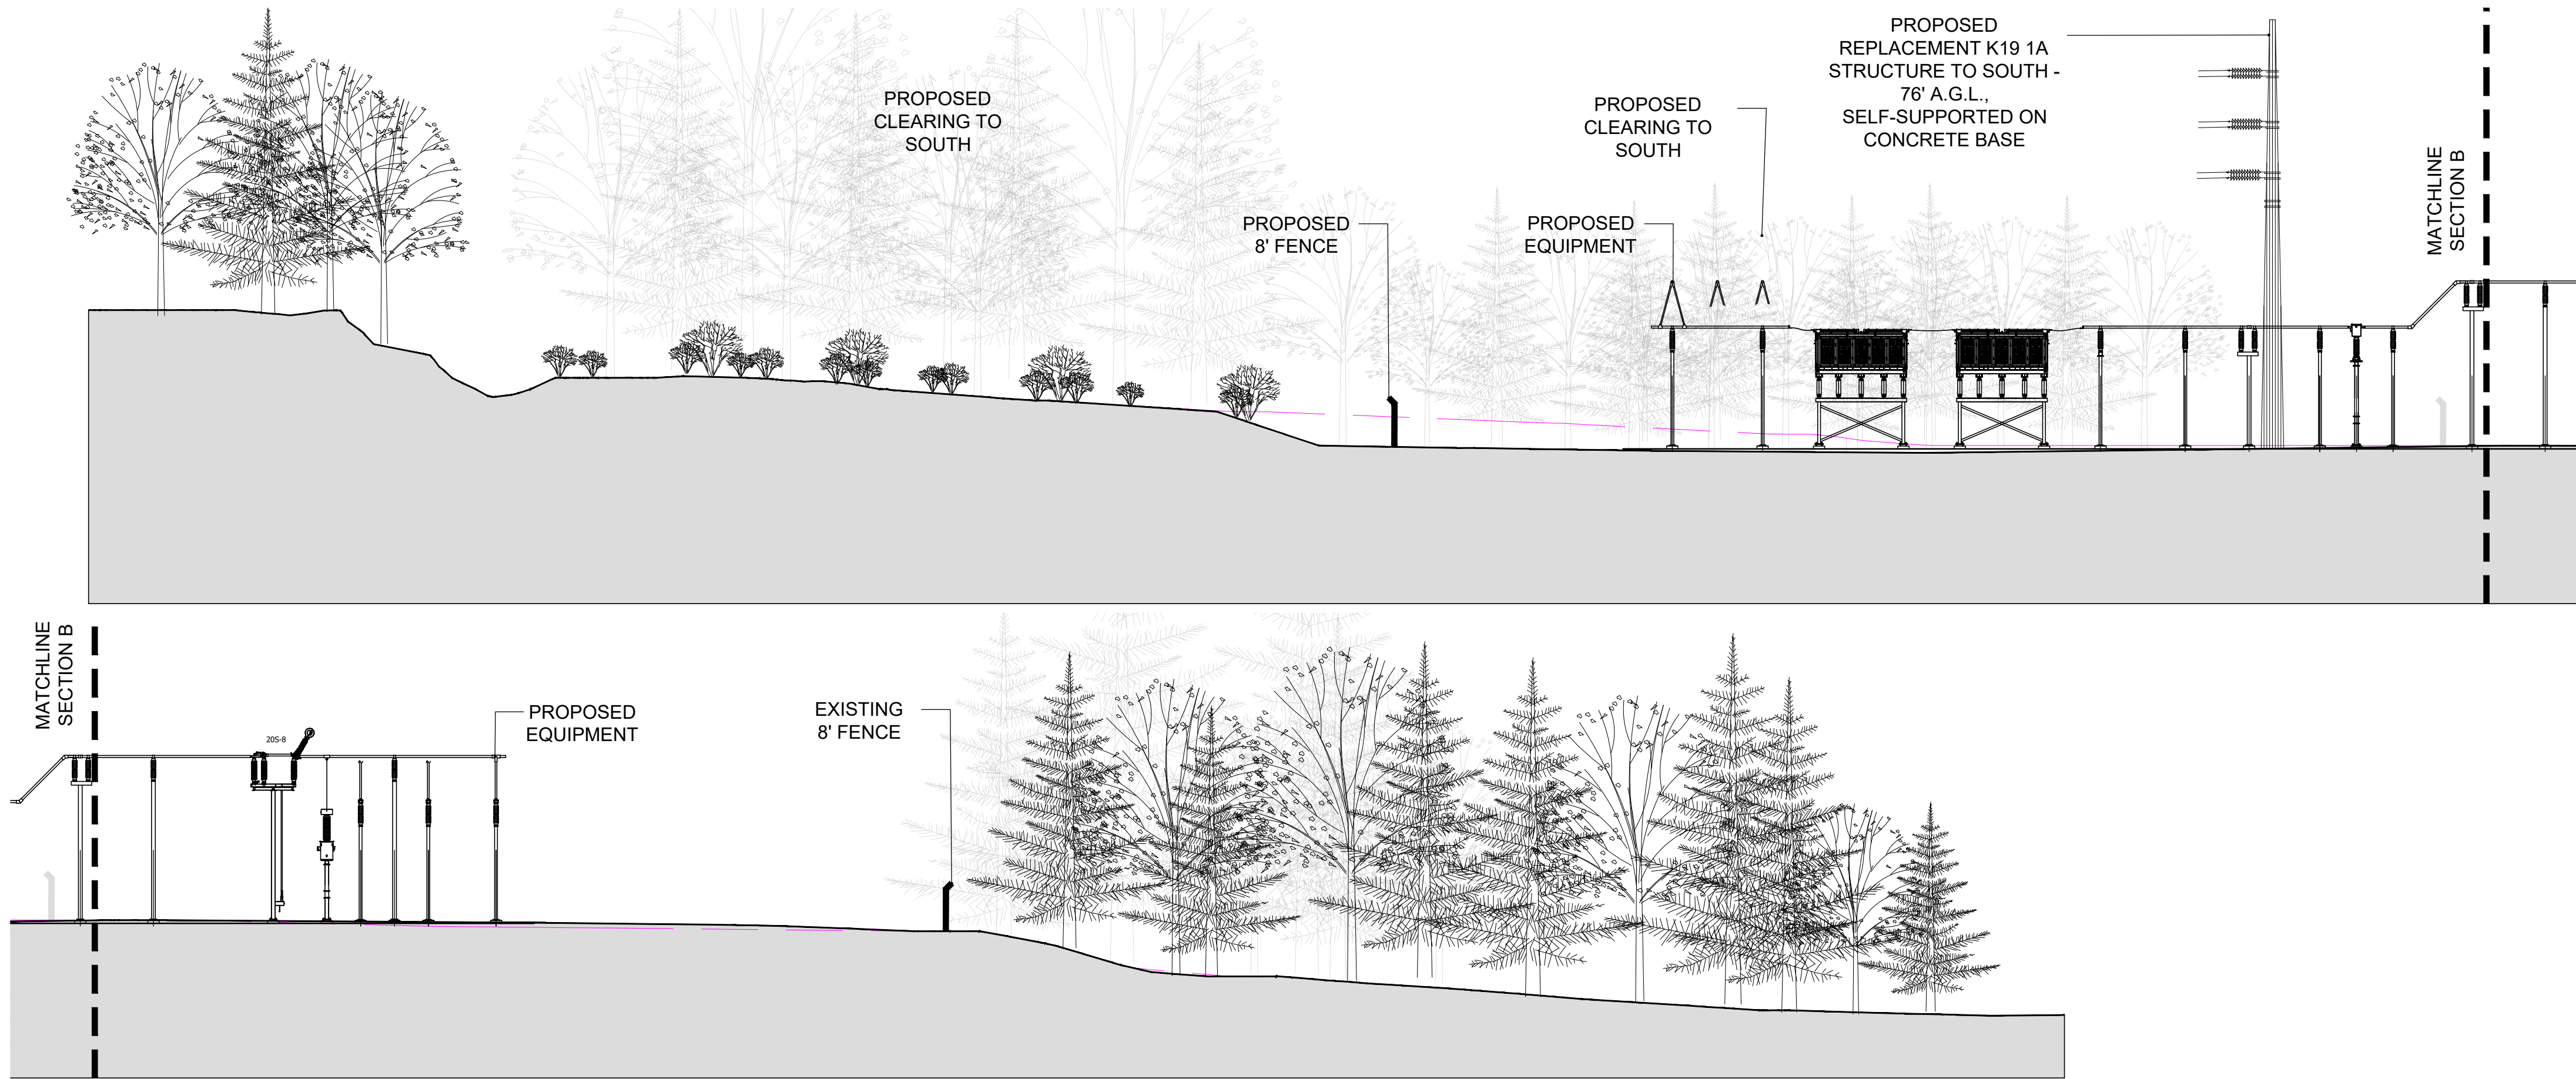 PROPOSED
CLEARING TO
SOUTH
PROPOSED
8' FENCE
PROPOSED
EQUIPMENT
PROPOSED
CLEARING TO
SOUTH
PROPOSED
REPLACEMENT K19 1A
STRUCTURE TO SOUTH -
76' A.G.L.,
SELF-SUPPORTED ON
CONCRETE BASE
MATCHLINE
SECTION B
MATCHLINE
SECTION B
20S-8
PROPOSED
EQUIPMENT
EXISTING
8' FENCE